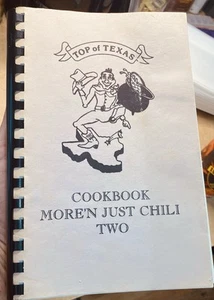 TOP of TEXAS
COOKBOOK
MORE'N JUST CHILI
TWO